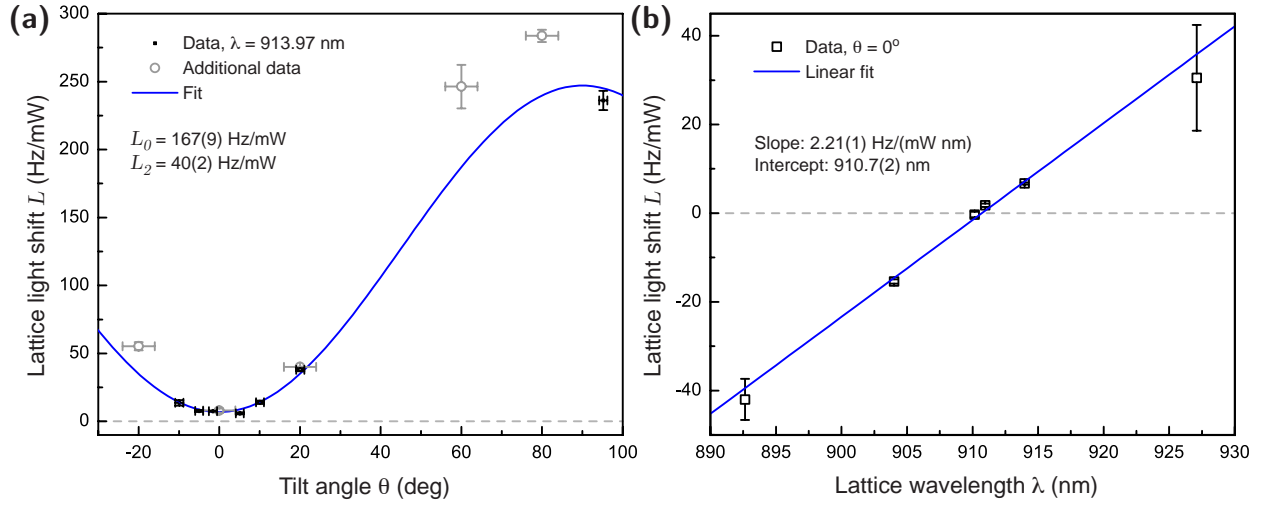 (a)
300
250
200
150
100
50
0
-20
0
20
40
60
80
100
Lattice light shift L (Hz/mW)
Tilt angle θ (deg)
Data, λ = 913.97 nm
Additional data
Fit
L₀ = 167(9) Hz/mW
L₂ = 40(2) Hz/mW
(b)
40
20
0
-20
-40
890
895
900
905
910
915
920
925
930
Lattice light shift L (Hz/mW)
Lattice wavelength λ (nm)
Data, θ = 0º
Linear fit
Slope: 2.21(1) Hz/(mW nm)
Intercept: 910.7(2) nm